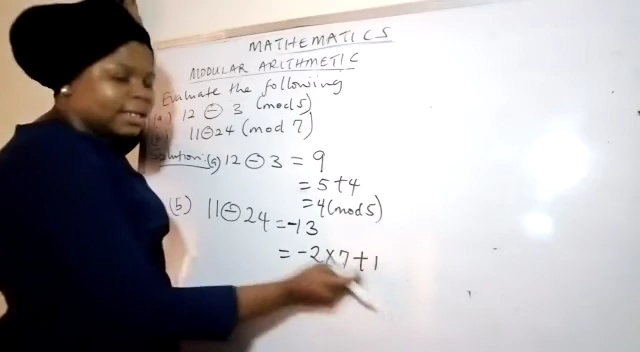 MATHEMATICS
MODULAR ARITHMETIC
Evaluate the following
(a) 12 ⊖ 3 (mod 5)
11 ⊖ 24 (mod 7)
Solution: (a) 12 ⊖ 3 = 9
= 5+4
= 4 (mod 5)
(b) 11 ⊖ 24 = -13
= -2 × 7 + 1